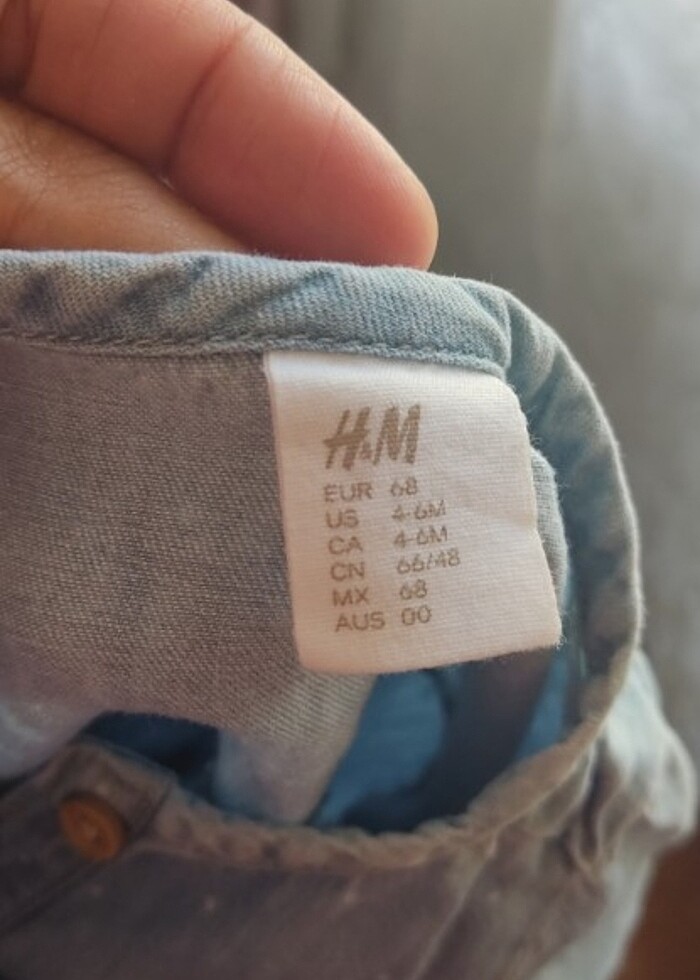 H&M
EUR 68
US 4-6M
CA 4-6M
CN 66/48
MX 68
AUS 00